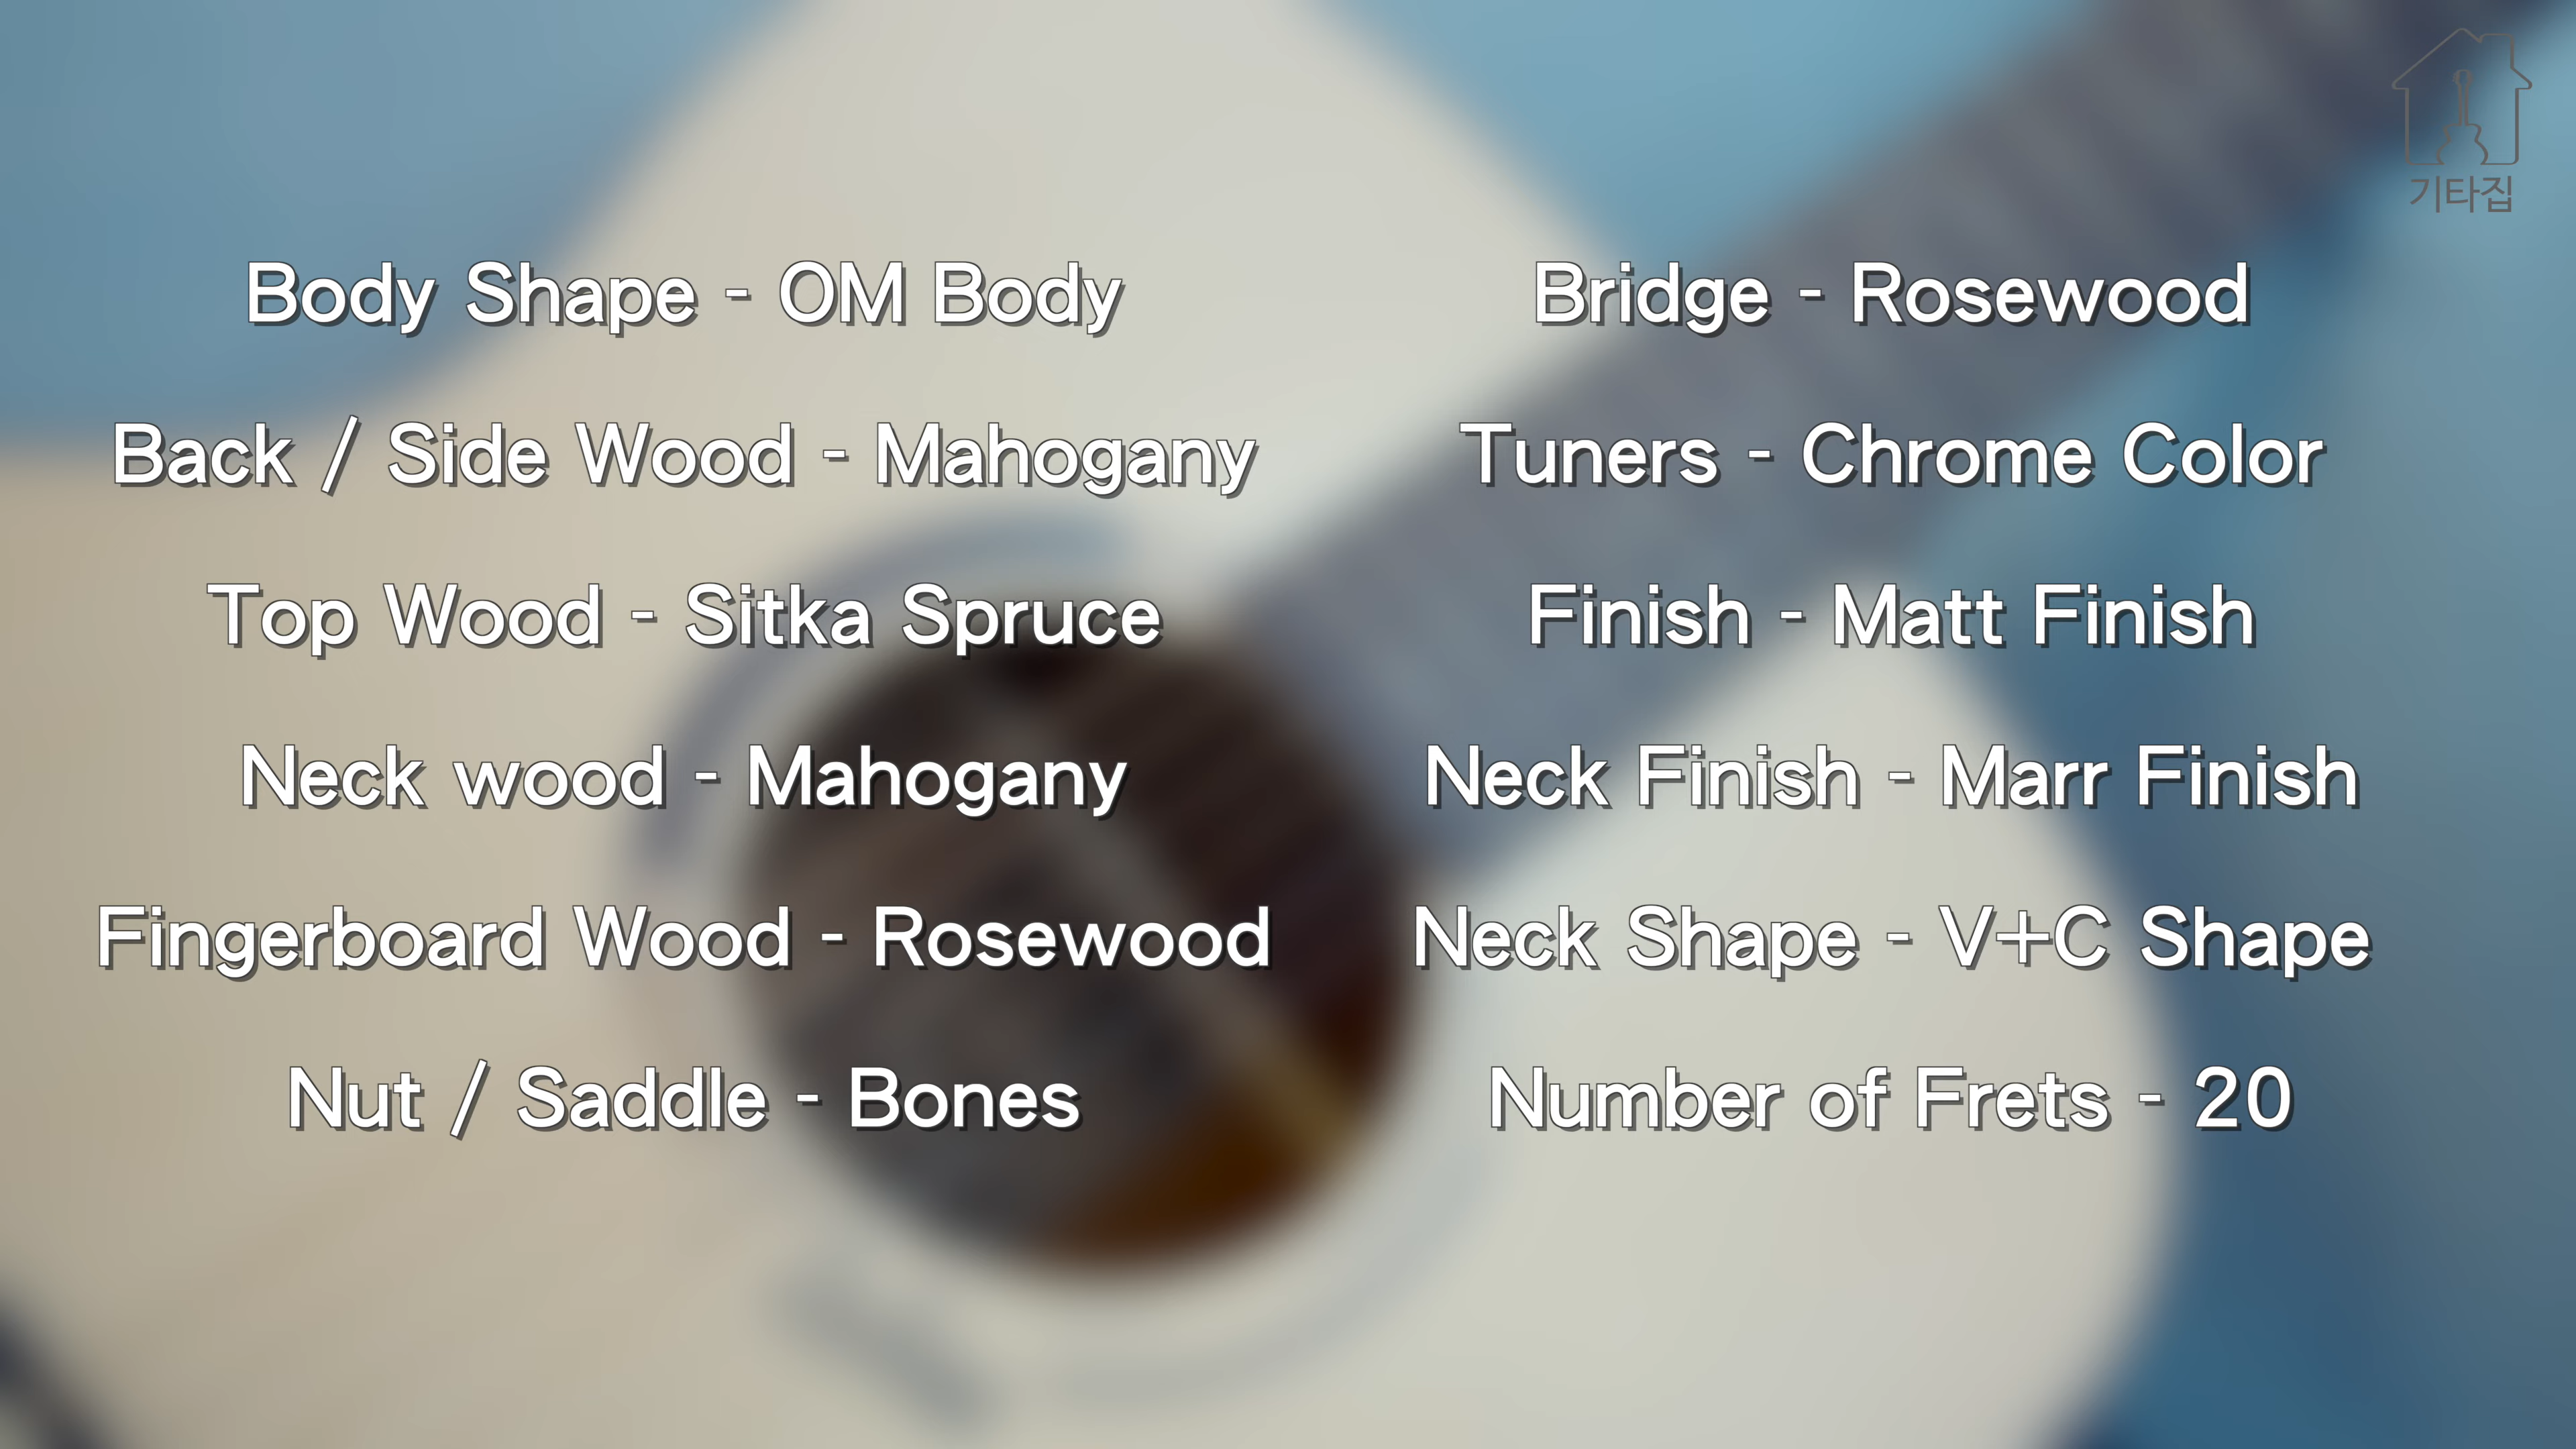 기타집
Body Shape - OM Body
Back / Side Wood - Mahogany
Top Wood - Sitka Spruce
Neck wood - Mahogany
Fingerboard Wood - Rosewood
Nut / Saddle - Bones
Bridge - Rosewood
Tuners - Chrome Color
Finish - Matt Finish
Neck Finish - Marr Finish
Neck Shape - V+C Shape
Number of Frets - 20